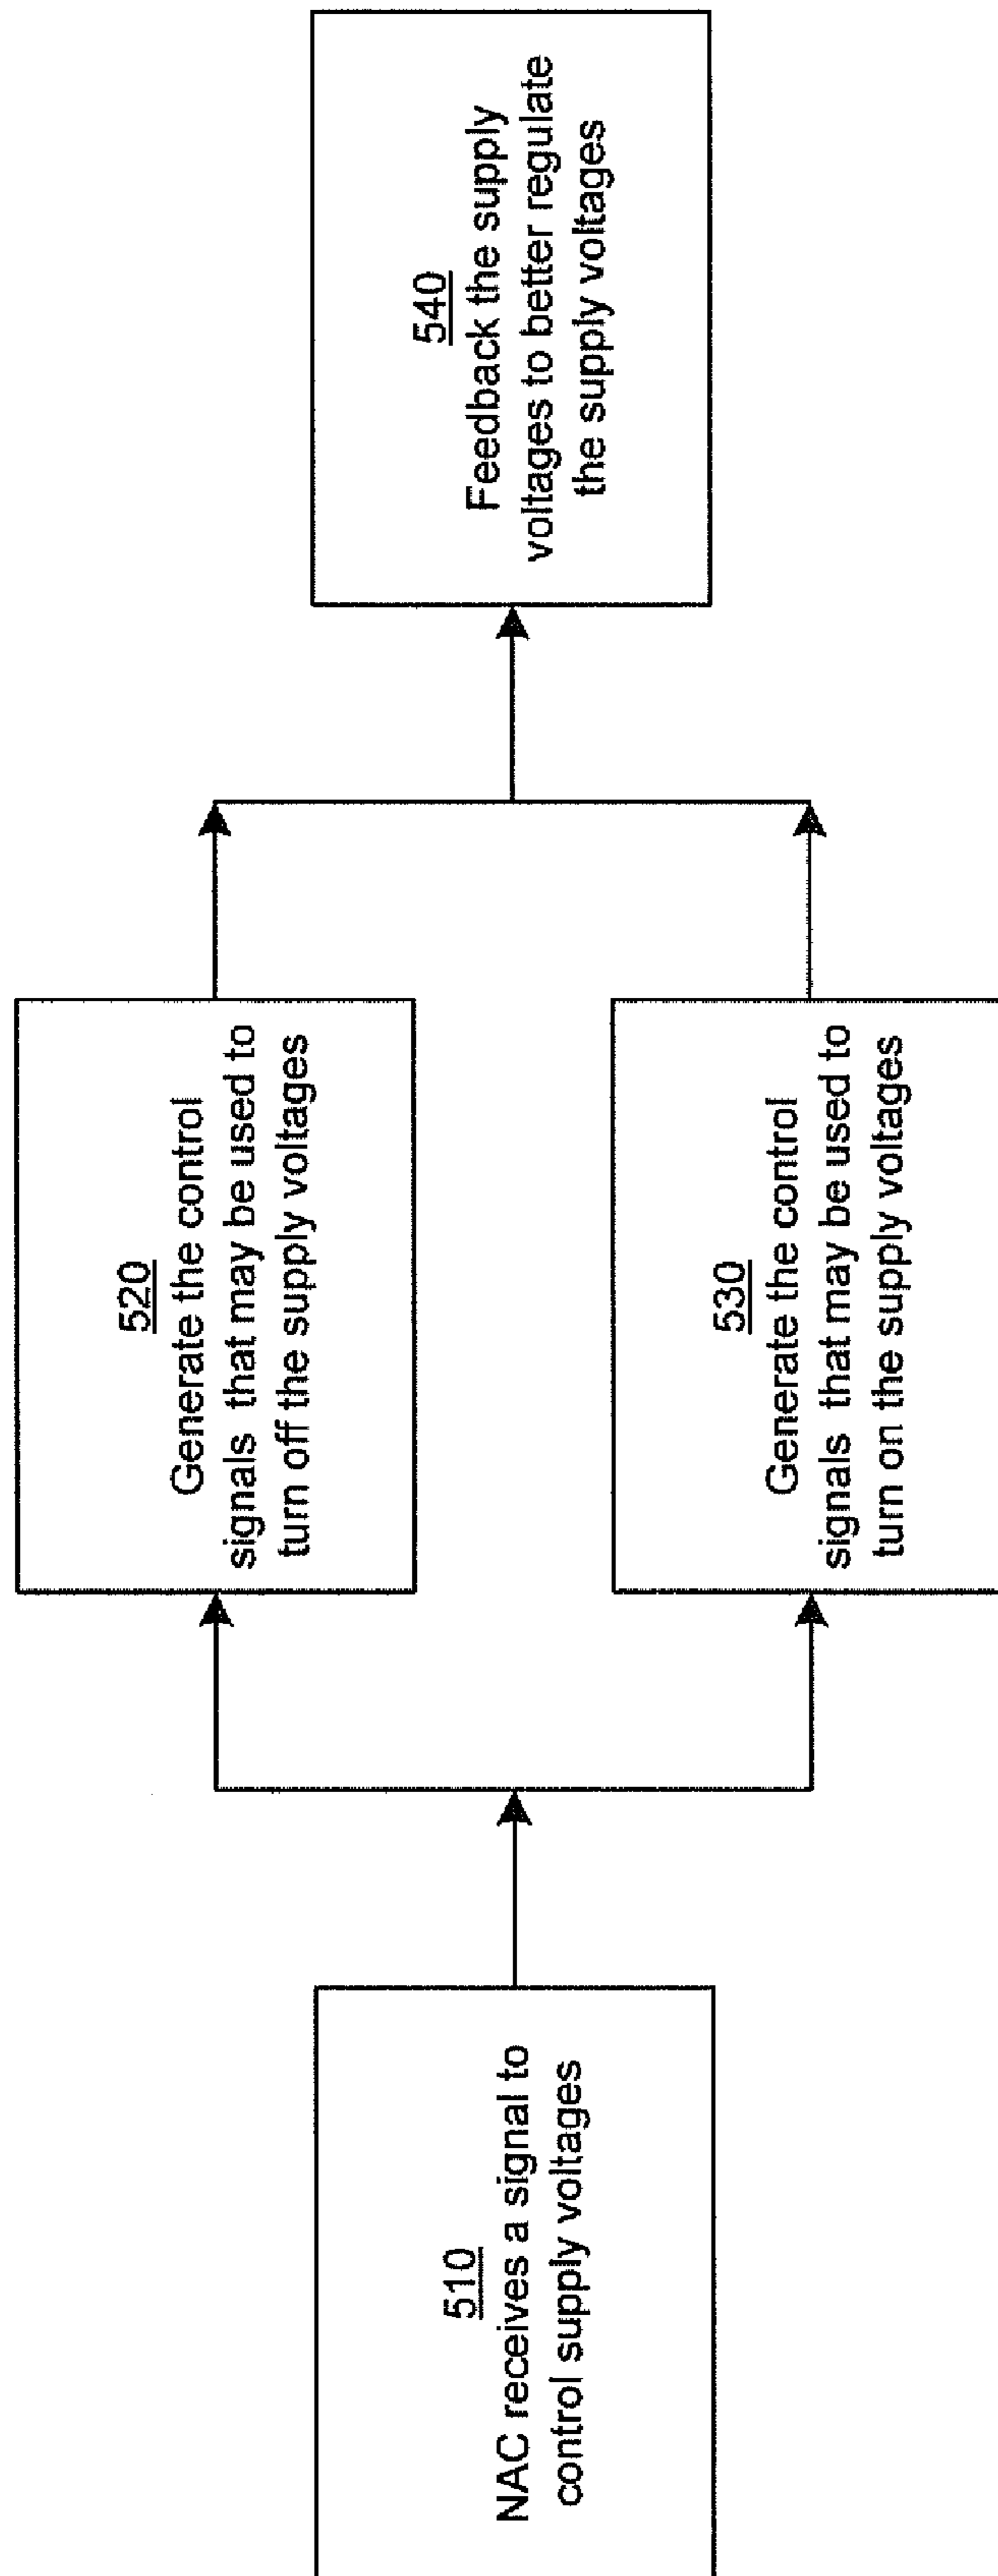 510
NAC receives a signal to
control supply voltages
520
Generate the control
signals that may be used to
turn off the supply voltages
530
Generate the control
signals that may be used to
turn on the supply voltages
540
Feedback the supply
voltages to better regulate
the supply voltages